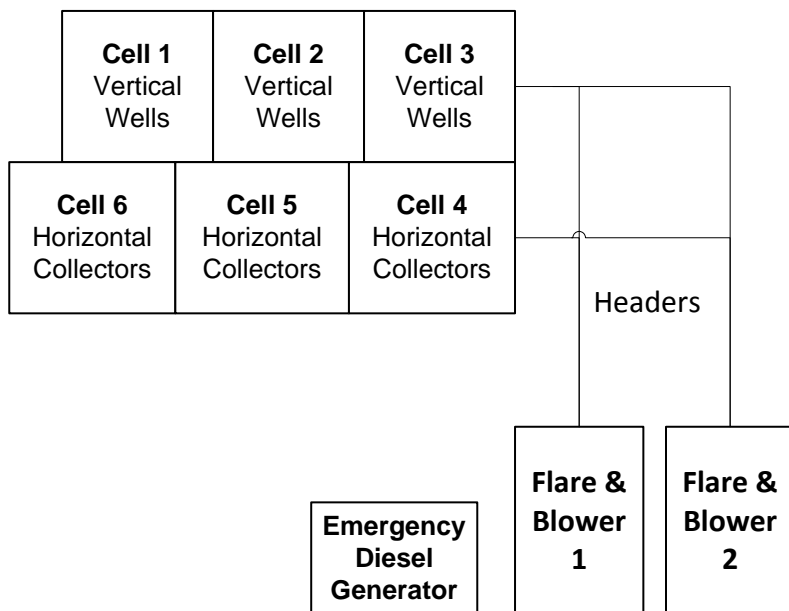 Cell 1
Vertical
Wells
Cell 2
Vertical
Wells
Cell 3
Vertical
Wells
Cell 6
Horizontal
Collectors
Cell 5
Horizontal
Collectors
Cell 4
Horizontal
Collectors
Headers
Flare &
Blower
1
Flare &
Blower
2
Emergency
Diesel
Generator